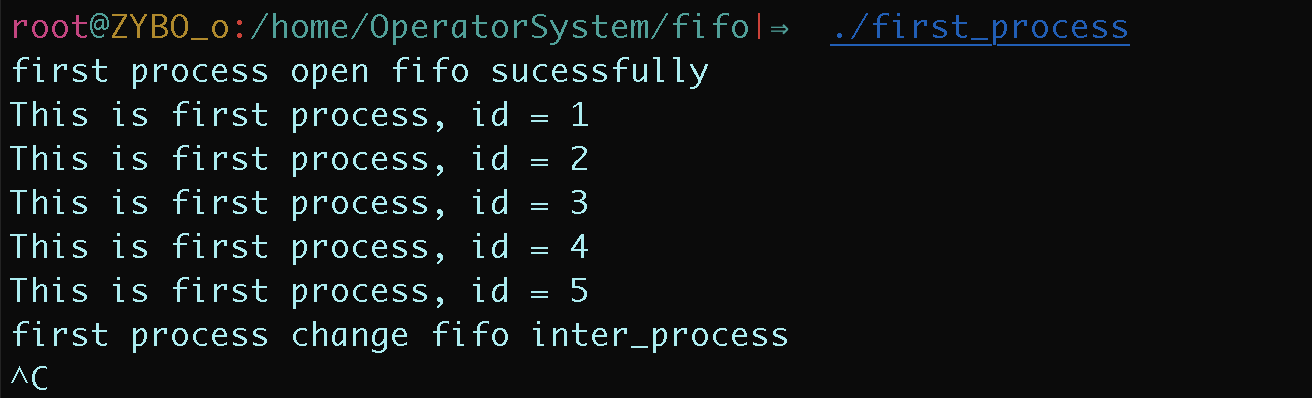 root@ZYBO_o:/home/OperatorSystem/fifo|⇒  ./first_process
first process open fifo sucessfully
This is first process, id = 1
This is first process, id = 2
This is first process, id = 3
This is first process, id = 4
This is first process, id = 5
first process change fifo inter_process
^C